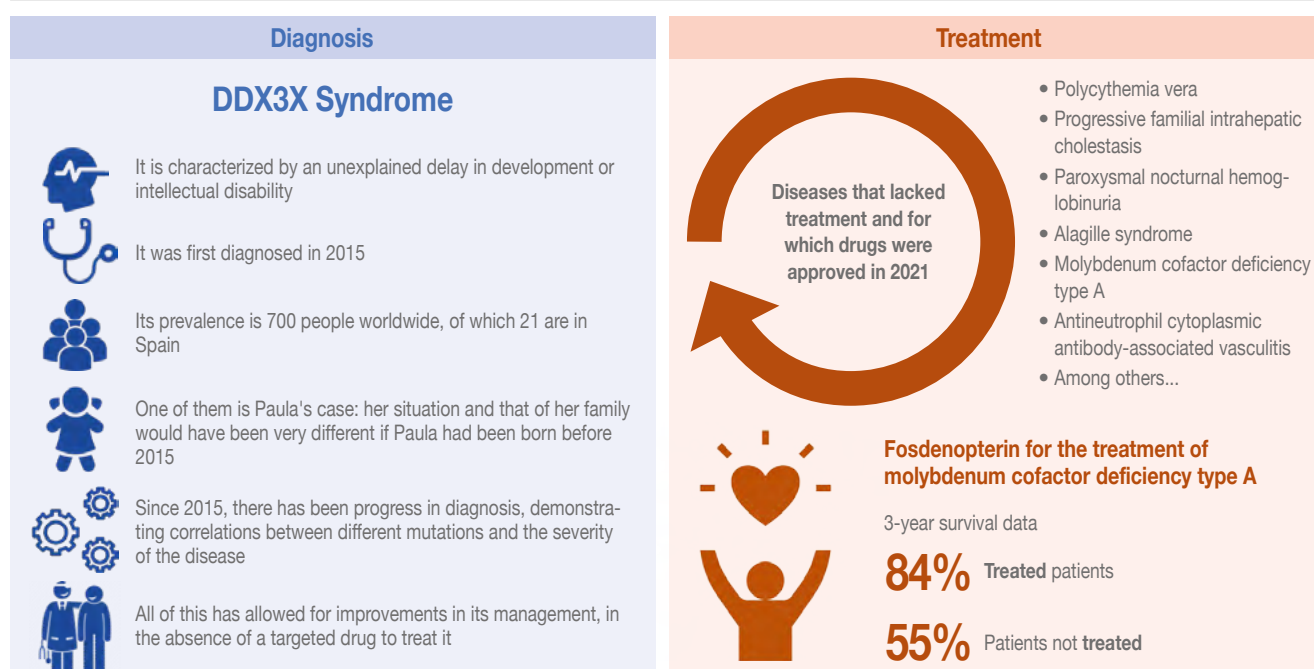 Diagnosis
DDX3X Syndrome
It is characterized by an unexplained delay in development or
intellectual disability
It was first diagnosed in 2015
Its prevalence is 700 people worldwide, of which 21 are in
Spain
One of them is Paula's case: her situation and that of her family
would have been very different if Paula had been born before
2015
Since 2015, there has been progress in diagnosis, demonstra-
ting correlations between different mutations and the severity
of the disease
All of this has allowed for improvements in its management, in
the absence of a targeted drug to treat it
Treatment
Diseases that lacked
treatment and for
which drugs were
approved in 2021
• Polycythemia vera
• Progressive familial intrahepatic
cholestasis
• Paroxysmal nocturnal hemog-
lobinuria
• Alagille syndrome
• Molybdenum cofactor deficiency
type A
• Antineutrophil cytoplasmic
antibody-associated vasculitis
• Among others...
Fosdenopterin for the treatment of
molybdenum cofactor deficiency type A
3-year survival data
84% Treated patients
55% Patients not treated